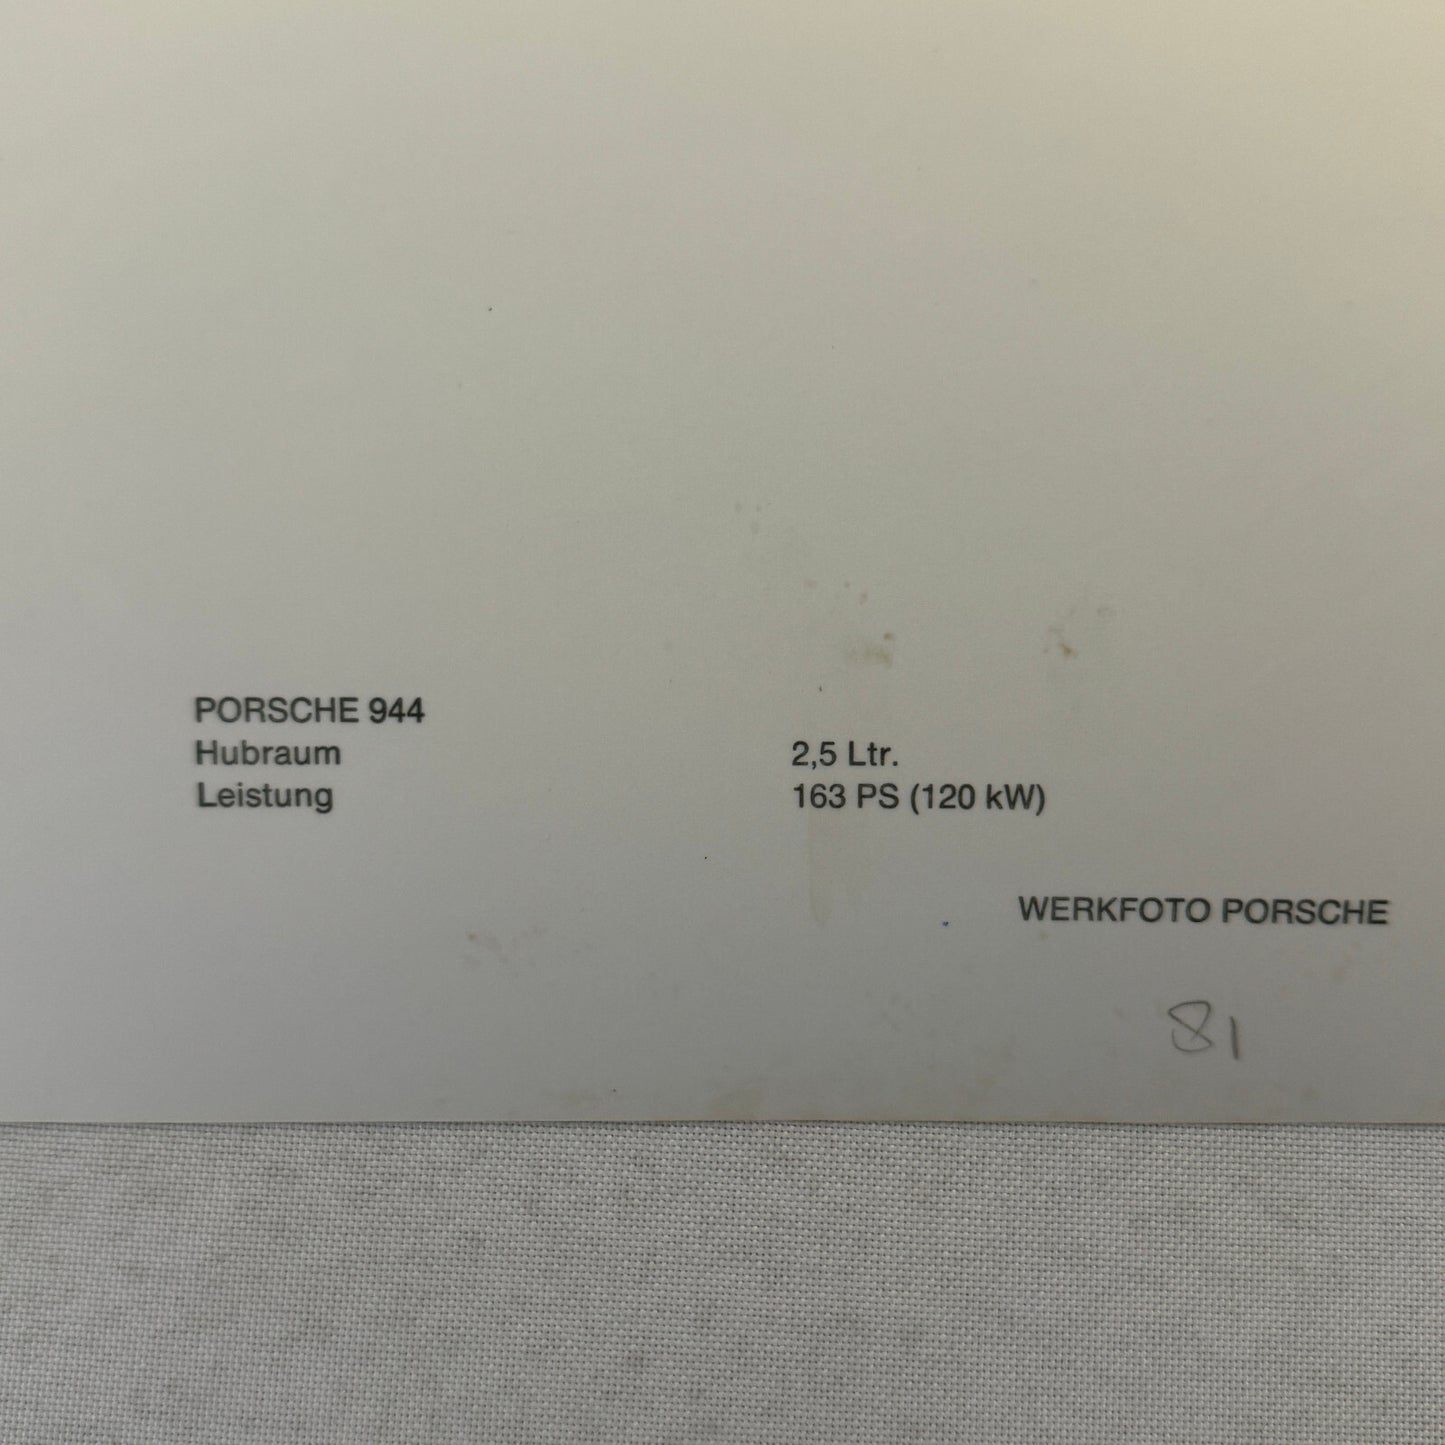 PORSCHE 944
Hubraum 2,5 Ltr.
Leistung 163 PS (120 kW)
WERKFOTO PORSCHE
81